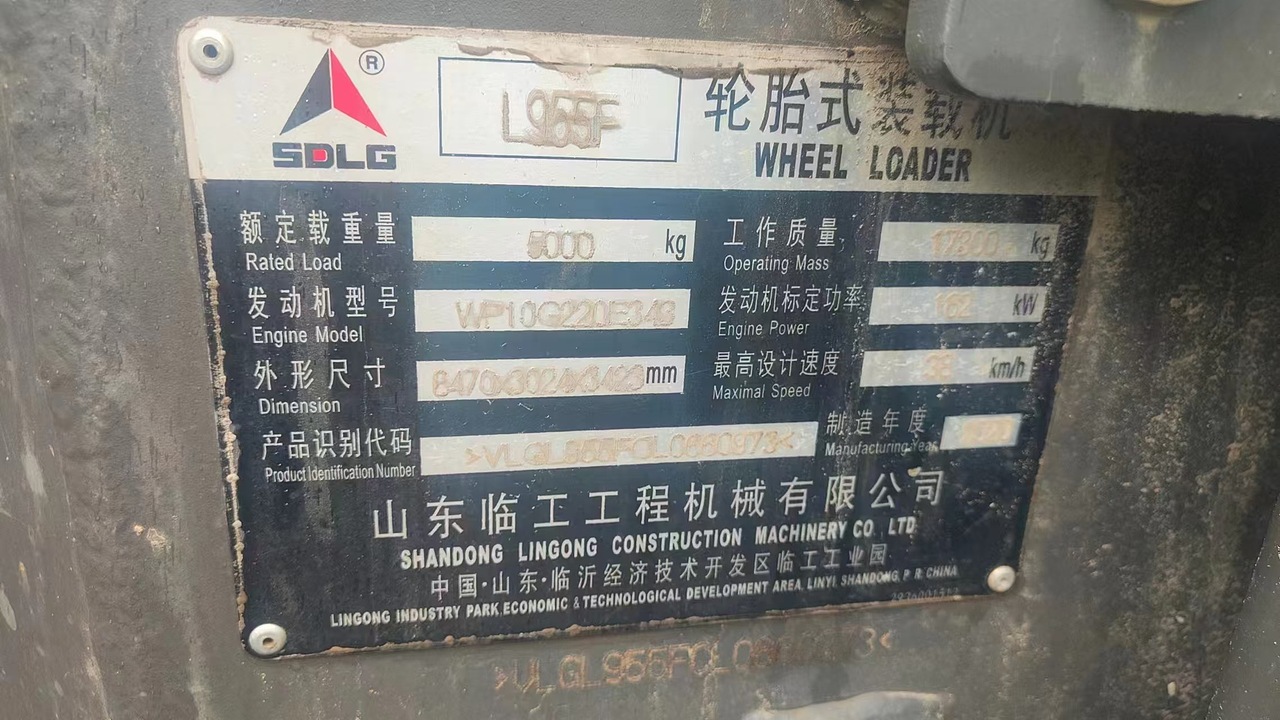 ®
SDLG
L955F
轮胎式装载机
WHEEL LOADER
额定载重量 5000 kg
Rated Load
工作质量 kg
Operating Mass
发动机型号
Engine Model
发动机标定功率 162 kW
Engine Power
外形尺寸 mm
Dimension
最高设计速度 km/h
Maximal Speed
产品识别代码
Product Identification Number
制造年度
Manufacturing Year
山东临工工程机械有限公司
SHANDONG LINGONG CONSTRUCTION MACHINERY CO., LTD
中国·山东·临沂经济技术开发区临工工业园
LINGONG INDUSTRY PARK, ECONOMIC & TECHNOLOGICAL DEVELOPMENT AREA, LINYI, SHANDONG, P. R. CHINA